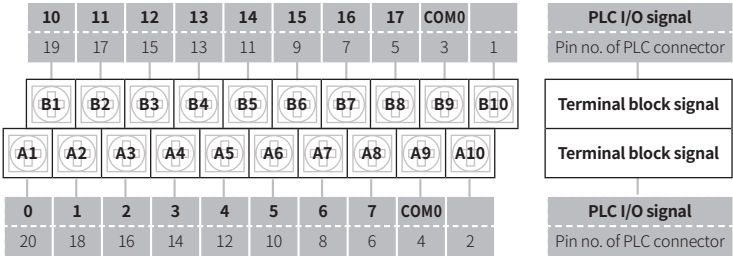 10 11 12 13 14 15 16 17 COM0 PLC I/O signal
19 17 15 13 11 9 7 5 3 1 Pin no. of PLC connector
B1 B2 B3 B4 B5 B6 B7 B8 B9 B10 Terminal block signal
A1 A2 A3 A4 A5 A6 A7 A8 A9 A10 Terminal block signal
0 1 2 3 4 5 6 7 COM0 PLC I/O signal
20 18 16 14 12 10 8 6 4 2 Pin no. of PLC connector